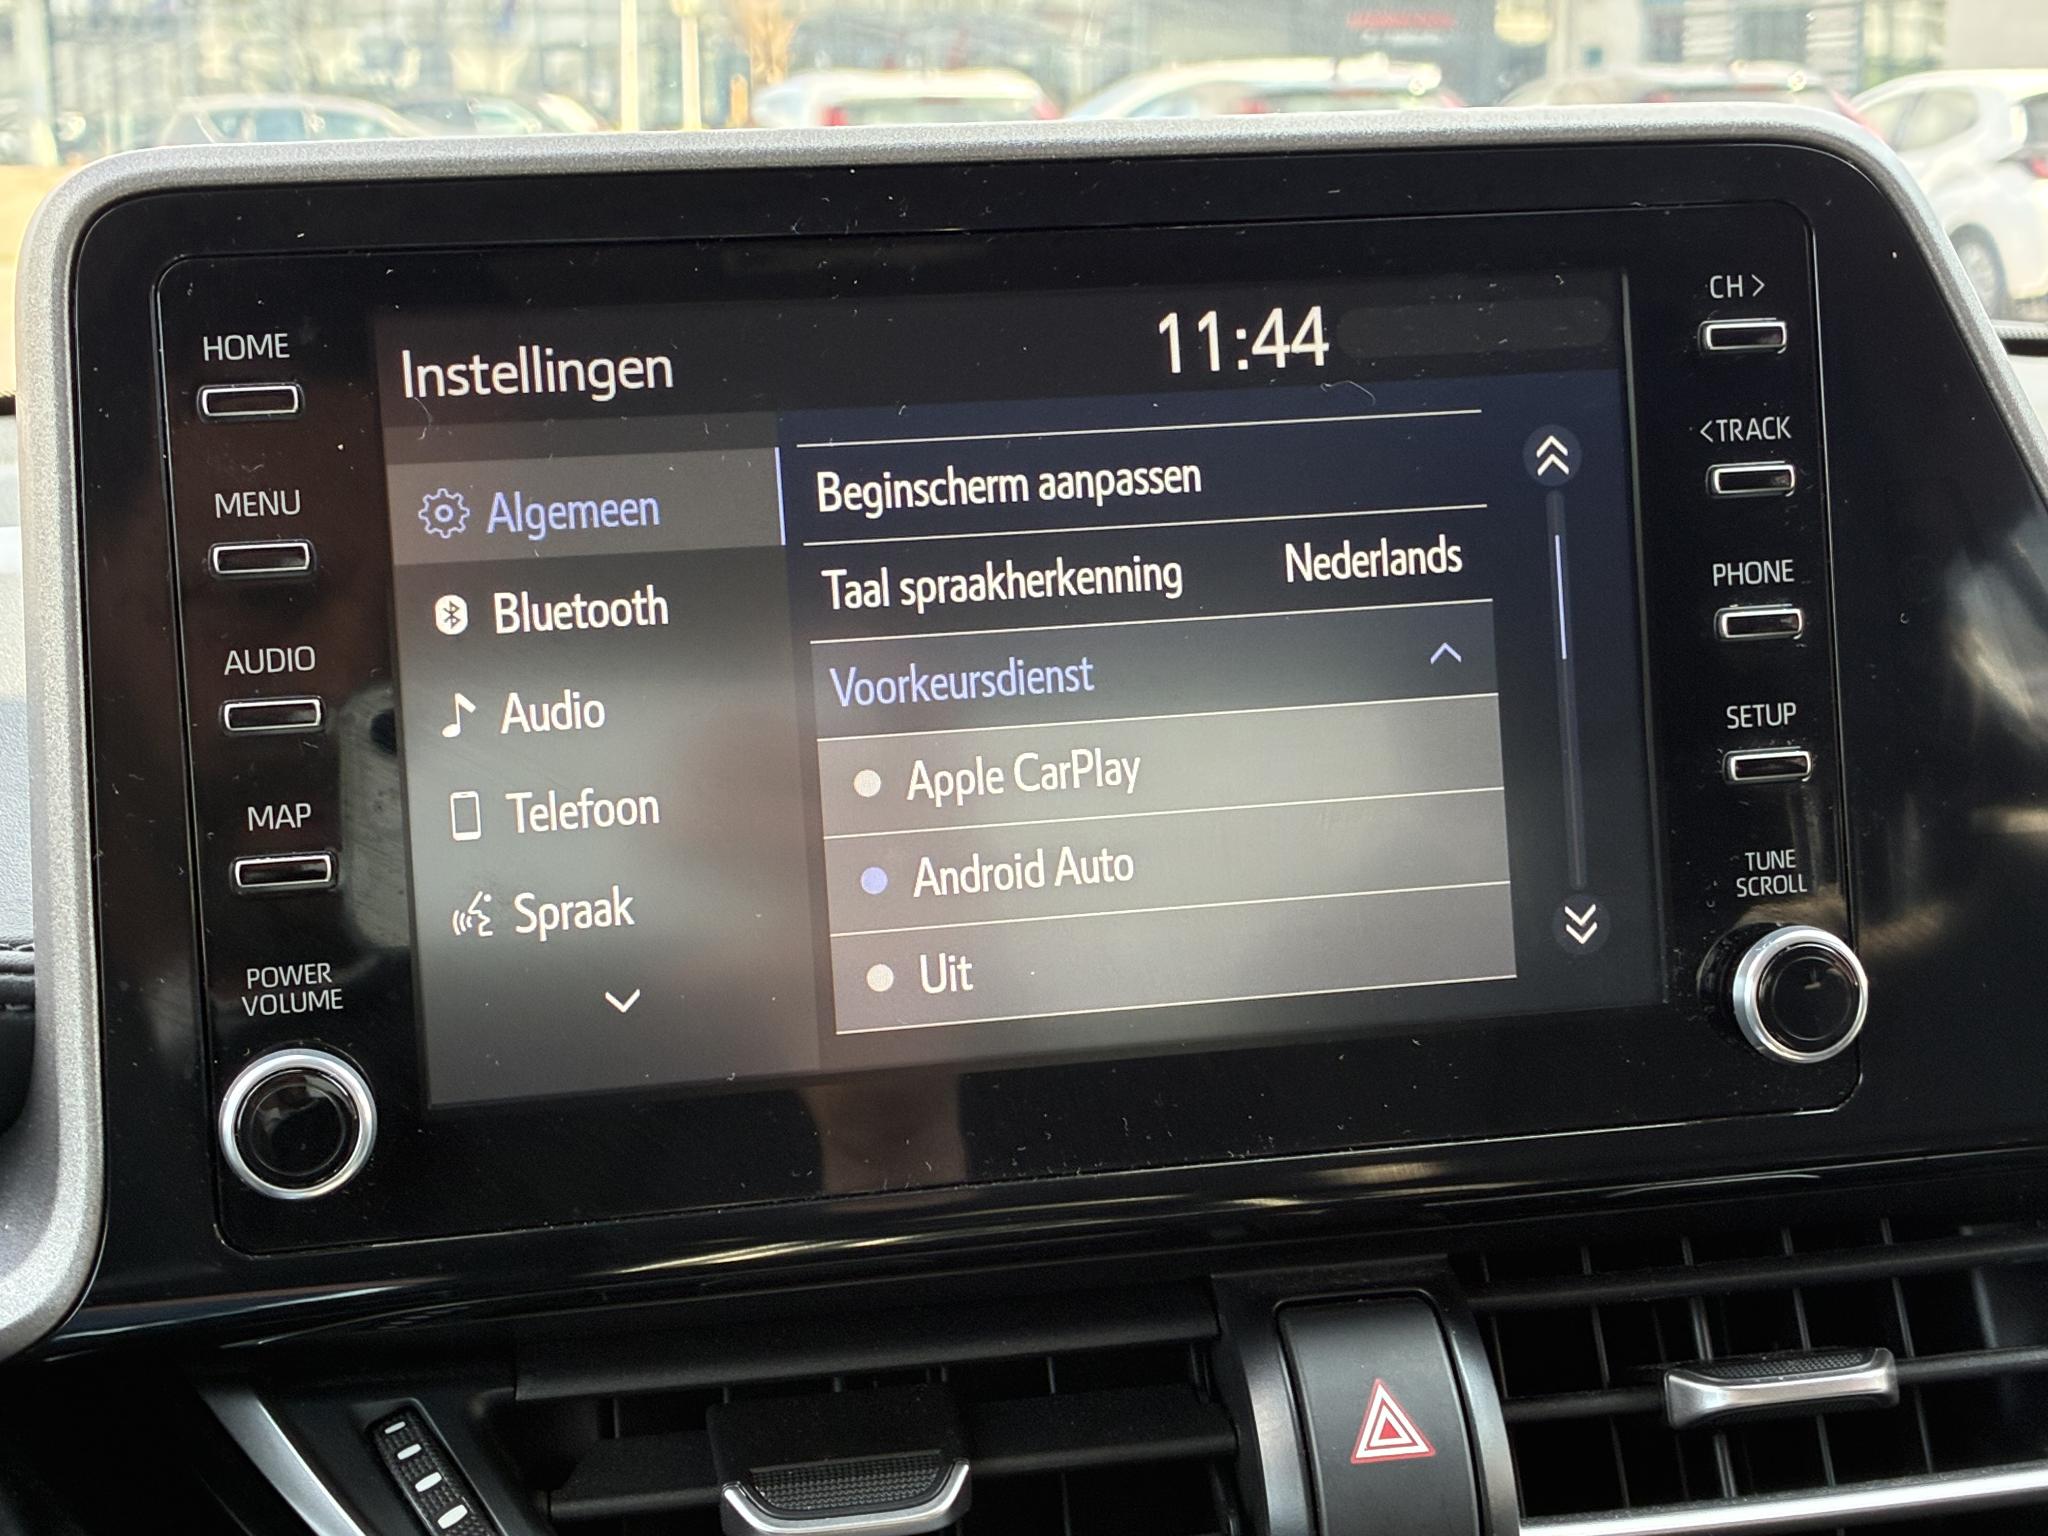 HOME
MENU
AUDIO
MAP
POWER
VOLUME
Instellingen
11:44
Algemeen
Bluetooth
Audio
Telefoon
Spraak
Beginscherm aanpassen
Taal spraakherkenning Nederlands
Voorkeursdienst
Apple CarPlay
Android Auto
Uit
CH >
< TRACK
PHONE
SETUP
TUNE
SCROLL